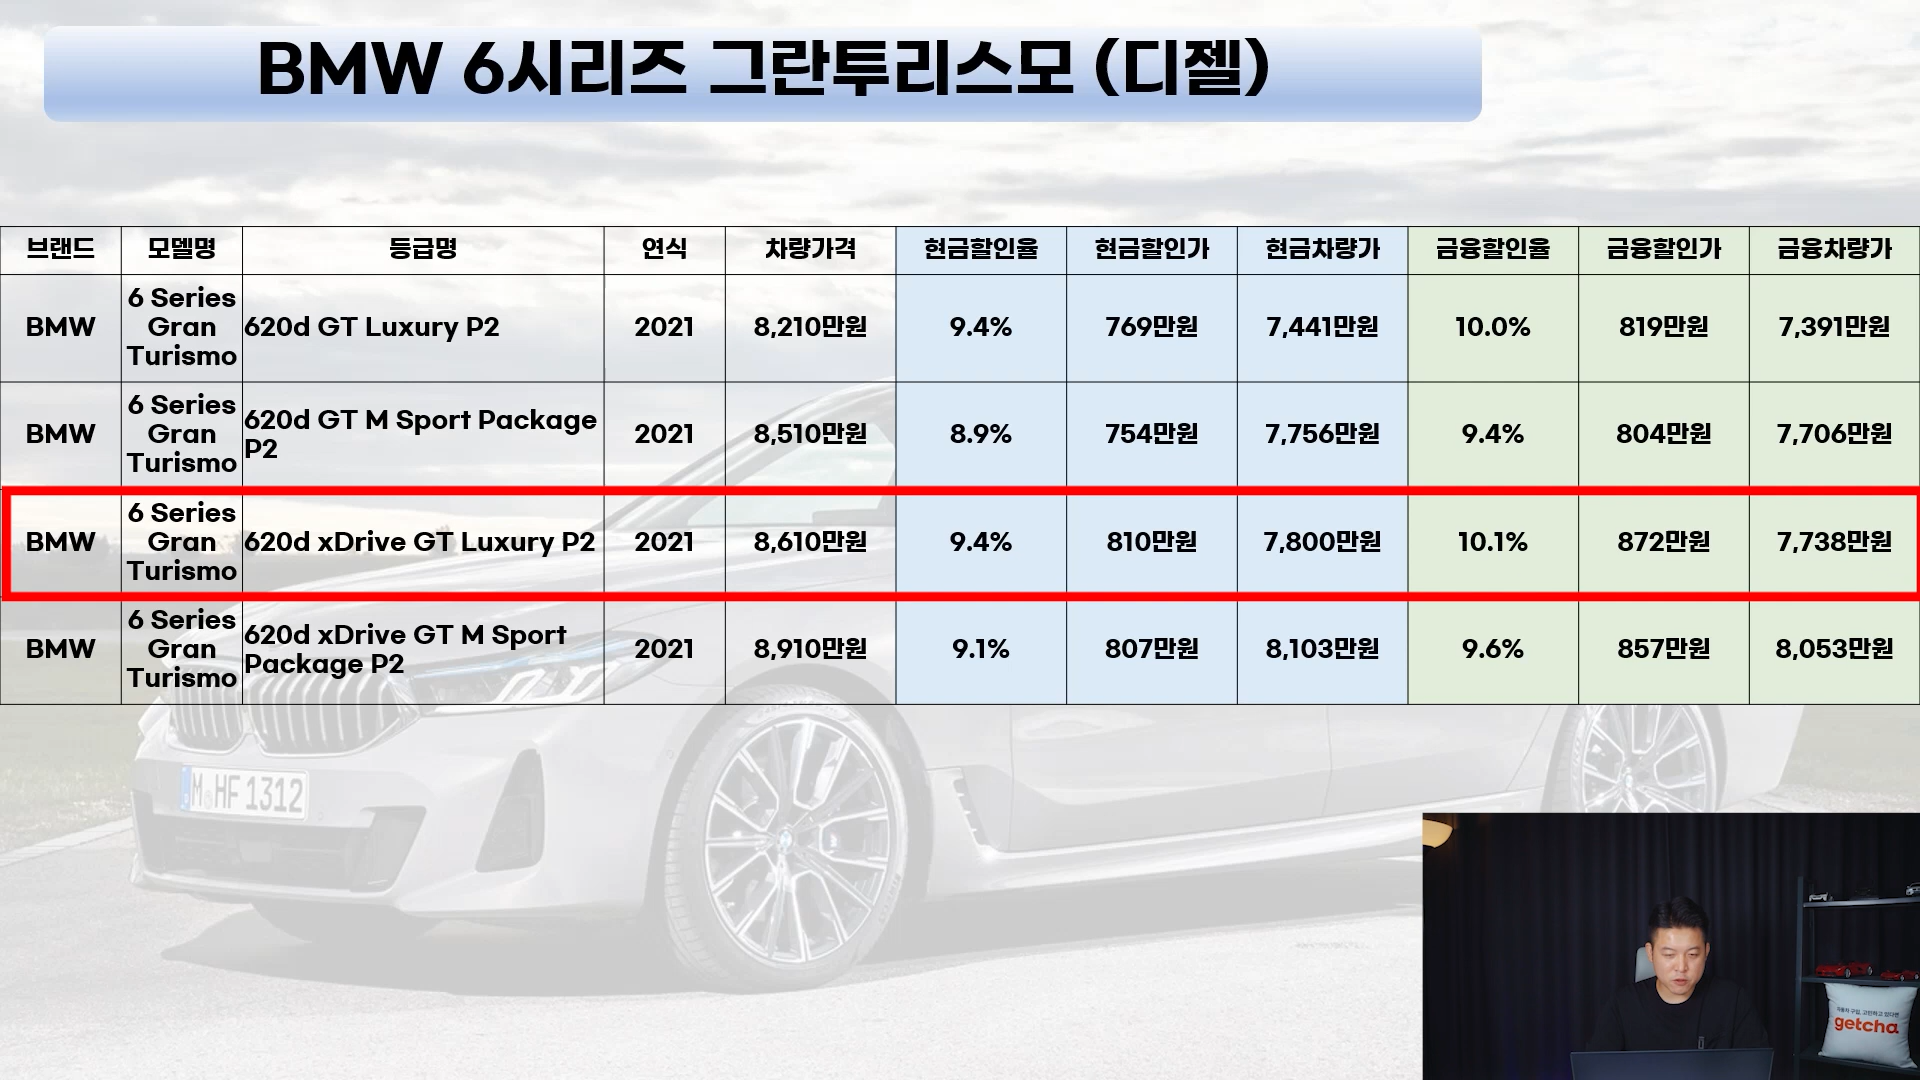 BMW 6시리즈 그란투리스모 (디젤)
브랜드 모델명 등급명 연식 차량가격 현금할인율 현금할인가 현금차량가 금융할인율 금융할인가 금융차량가
BMW 6 Series Gran Turismo 620d GT Luxury P2 2021 8,210만원 9.4% 769만원 7,441만원 10.0% 819만원 7,391만원
BMW 6 Series Gran Turismo 620d GT M Sport Package P2 2021 8,510만원 8.9% 754만원 7,756만원 9.4% 804만원 7,706만원
BMW 6 Series Gran Turismo 620d xDrive GT Luxury P2 2021 8,610만원 9.4% 810만원 7,800만원 10.1% 872만원 7,738만원
BMW 6 Series Gran Turismo 620d xDrive GT M Sport Package P2 2021 8,910만원 9.1% 807만원 8,103만원 9.6% 857만원 8,053만원
M HF 1312
자동차 구입, 고민하고 있다면
getcha